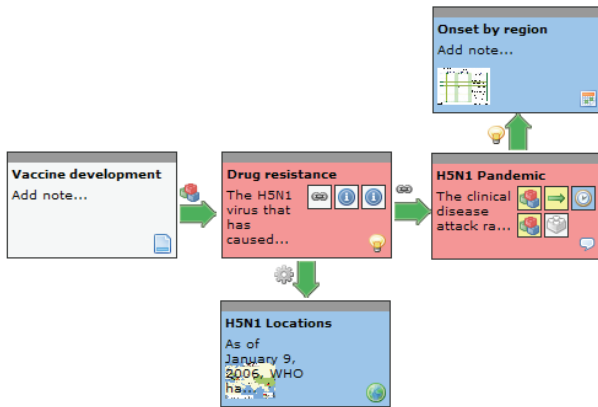 Onset by region
Add note...
Vaccine development
Add note...
Drug resistance
The H5N1
virus that
has
caused...
H5N1 Pandemic
The clinical
disease
attack ra...
H5N1 Locations
As of
January 9,
2006, WHO
ha...